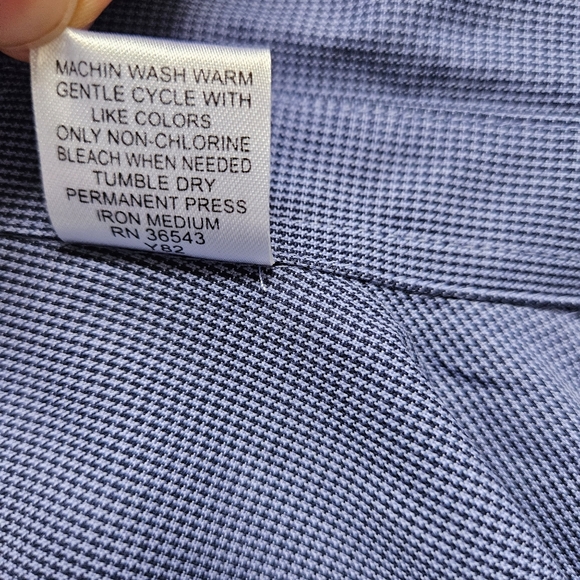 MACHIN WASH WARM
GENTLE CYCLE WITH
LIKE COLORS
ONLY NON-CHLORINE
BLEACH WHEN NEEDED
TUMBLE DRY
PERMANENT PRESS
IRON MEDIUM
RN 36543
Y82